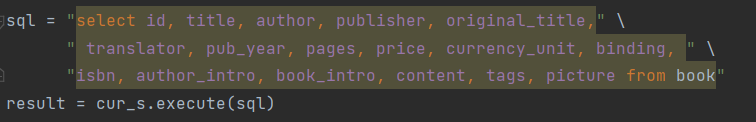 sql = "select id, title, author, publisher, original_title," \
" translator, pub_year, pages, price, currency_unit, binding, " \
"isbn, author_intro, book_intro, content, tags, picture from book"
result = cur_s.execute(sql)